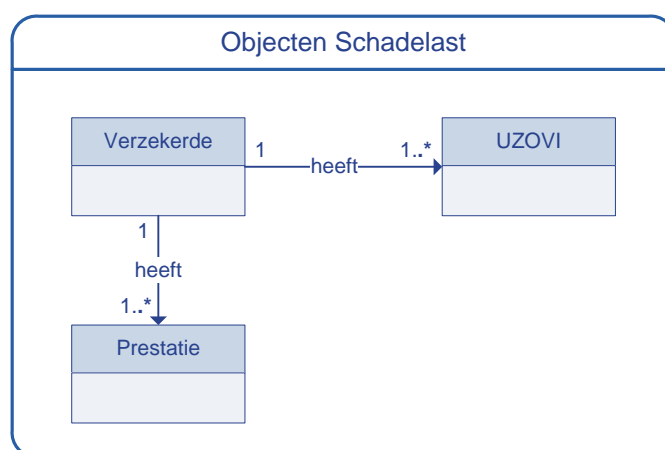 Objecten Schadelast
Verzekerde
UZOVI
1
heeft
1..*
1
heeft
1..*
Prestatie